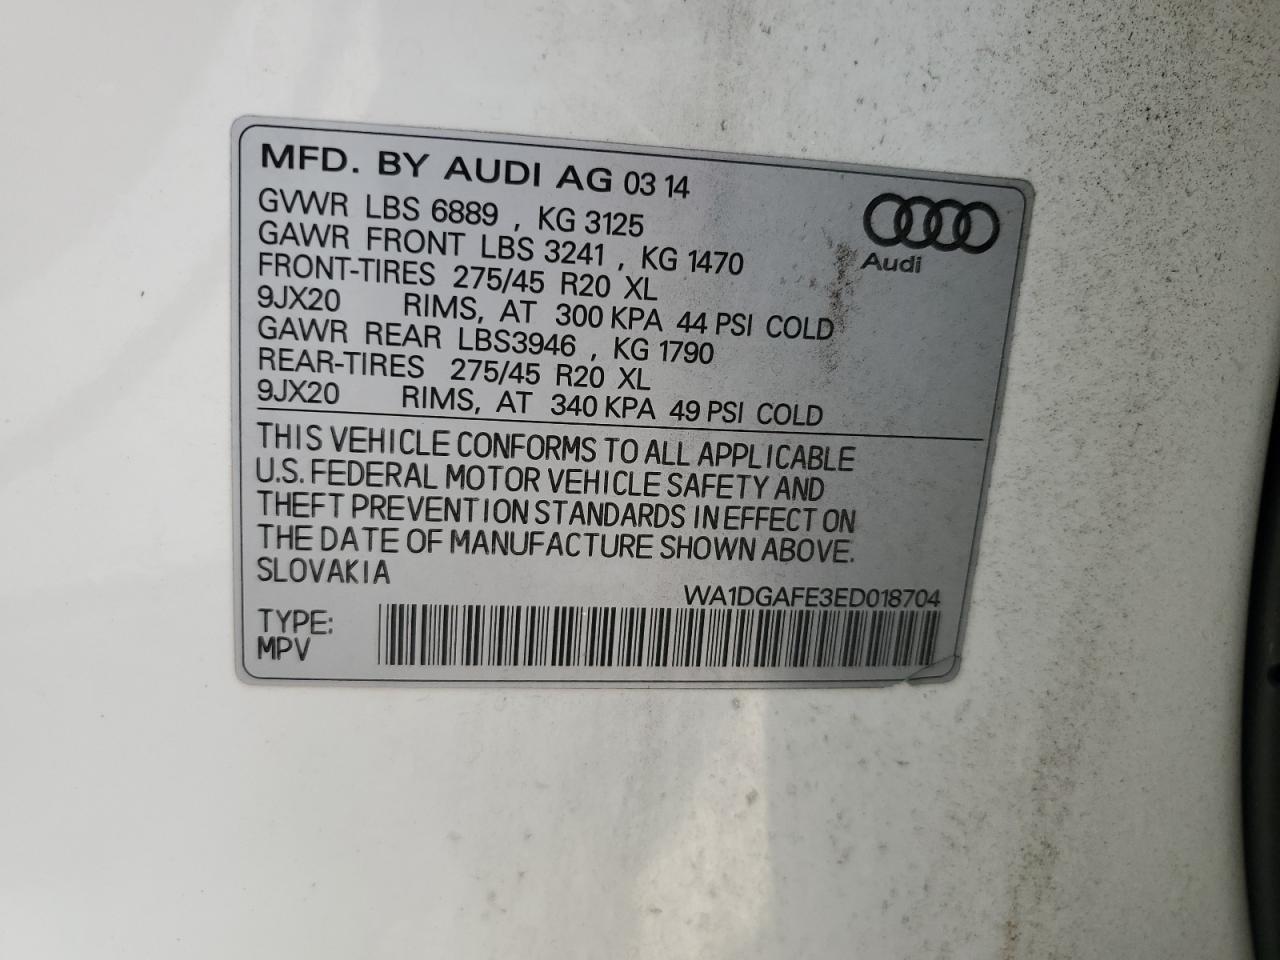 MFD. BY AUDI AG 03 14
GVWR LBS 6889 , KG 3125
GAWR FRONT LBS 3241 , KG 1470
FRONT-TIRES 275/45 R20 XL
9JX20 RIMS, AT 300 KPA 44 PSI COLD
GAWR REAR LBS3946 , KG 1790
REAR-TIRES 275/45 R20 XL
9JX20 RIMS, AT 340 KPA 49 PSI COLD
Audi
THIS VEHICLE CONFORMS TO ALL APPLICABLE
U.S. FEDERAL MOTOR VEHICLE SAFETY AND
THEFT PREVENTION STANDARDS IN EFFECT ON
THE DATE OF MANUFACTURE SHOWN ABOVE.
SLOVAKIA
WA1DGAFE3ED018704
TYPE:
MPV